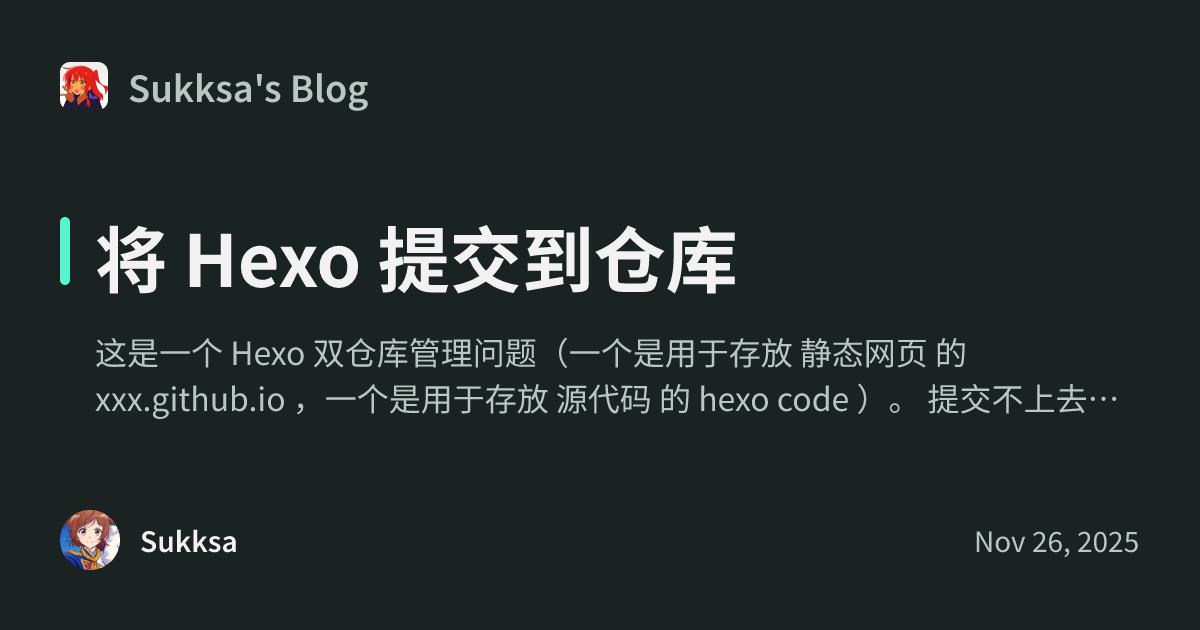 Sukksa's Blog
将 Hexo 提交到仓库
这是一个 Hexo 双仓库管理问题（一个是用于存放 静态网页 的
xxx.github.io ，一个是用于存放 源代码 的 hexo code ）。 提交不上去…
Sukksa
Nov 26, 2025